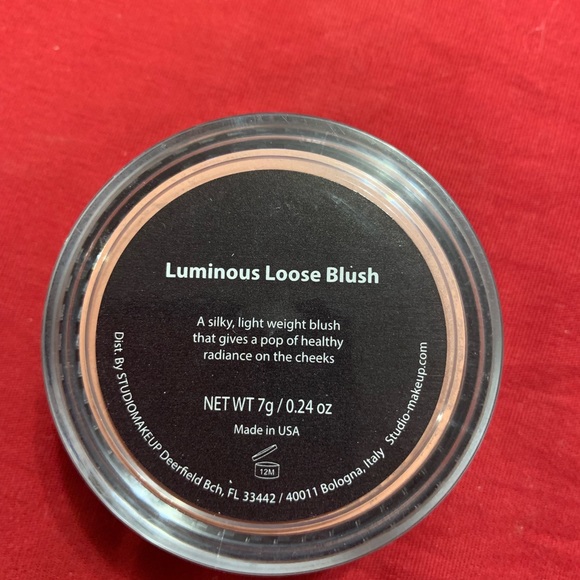 Luminous Loose Blush
A silky, light weight blush
that gives a pop of healthy
radiance on the cheeks
NET WT 7g / 0.24 oz
Made in USA
12M
Dist. By STUDIOMAKEUP Deerfield Bch, FL 33442 / 40011 Bologna, Italy Studio-makeup.com